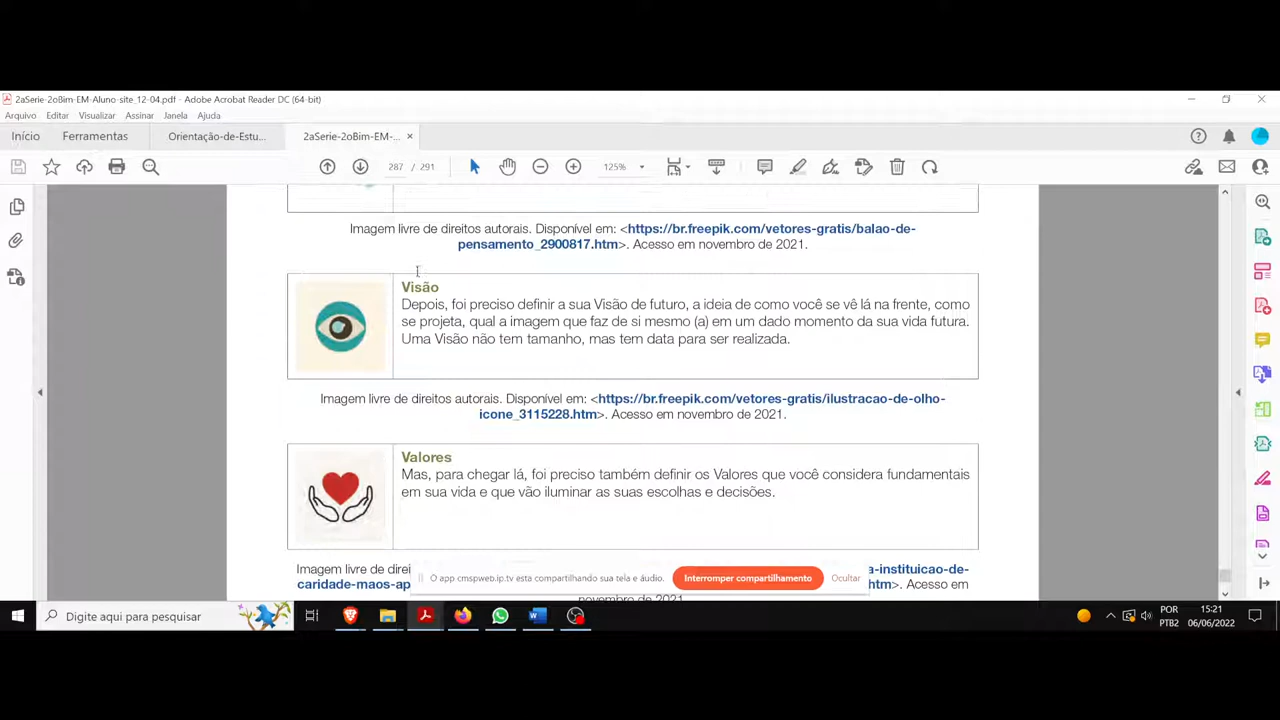 2aSerie-2oBim-EM-Aluno-site_12-04.pdf - Adobe Acrobat Reader DC (64-bit)
Arquivo Editar Visualizar Assinar Janela Ajuda
Início Ferramentas Orientação-de-Estu... 2aSerie-2oBim-EM-... ×
287 / 291 125%
Imagem livre de direitos autorais. Disponível em: <https://br.freepik.com/vetores-gratis/balao-de-
pensamento_2900817.htm>. Acesso em novembro de 2021.
Visão
Depois, foi preciso definir a sua Visão de futuro, a ideia de como você se vê lá na frente, como
se projeta, qual a imagem que faz de si mesmo (a) em um dado momento da sua vida futura.
Uma Visão não tem tamanho, mas tem data para ser realizada.
Imagem livre de direitos autorais. Disponível em: <https://br.freepik.com/vetores-gratis/ilustracao-de-olho-
icone_3115228.htm>. Acesso em novembro de 2021.
Valores
Mas, para chegar lá, foi preciso também definir os Valores que você considera fundamentais
em sua vida e que vão iluminar as suas escolhas e decisões.
Imagem livre de direi a-instituicao-de-
caridade-maos-ap htm>. Acesso em
novembro de 2021
O app cmspweb.ip.tv está compartilhando sua tela e áudio. Interromper compartilhamento Ocultar
Digite aqui para pesquisar
POR 15:21
PTB2 06/06/2022